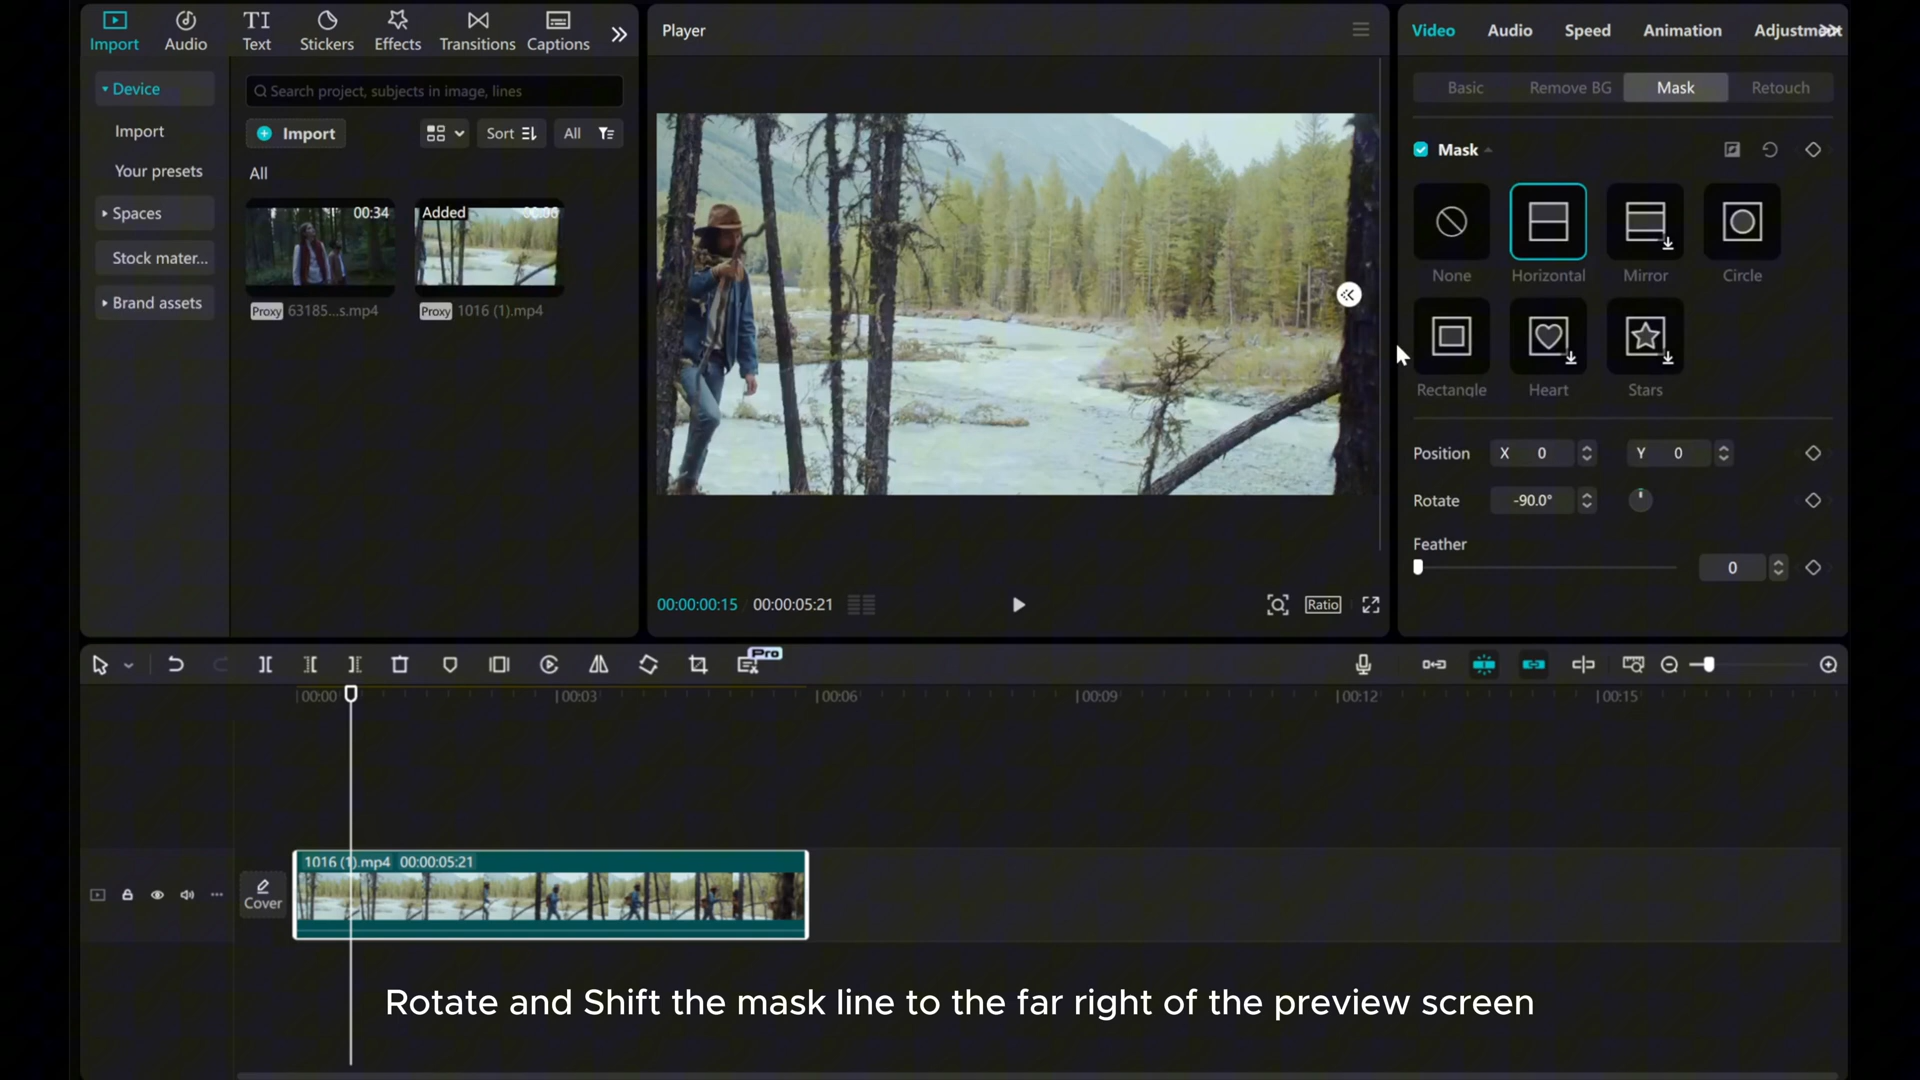 Import
Audio
TI
Text
Stickers
Effects
Transitions
Captions
Device
Import
Your presets
Spaces
Stock mater...
Brand assets
Search project, subjects in image, lines
Import
Sort
All
All
00:34
Added
00:06
Proxy 63185...s.mp4
Proxy 1016 (1).mp4
Player
00:00:00:15
00:00:05:21
Ratio
Video
Audio
Speed
Animation
Adjustment
Basic
Remove BG
Mask
Retouch
Mask
None
Horizontal
Mirror
Circle
Rectangle
Heart
Stars
Position
X 0
Y 0
Rotate
-90.0°
Feather
0
Pro
00:00
00:03
00:06
00:09
00:12
00:15
Cover
1016 (1).mp4 00:00:05:21
Rotate and Shift the mask line to the far right of the preview screen